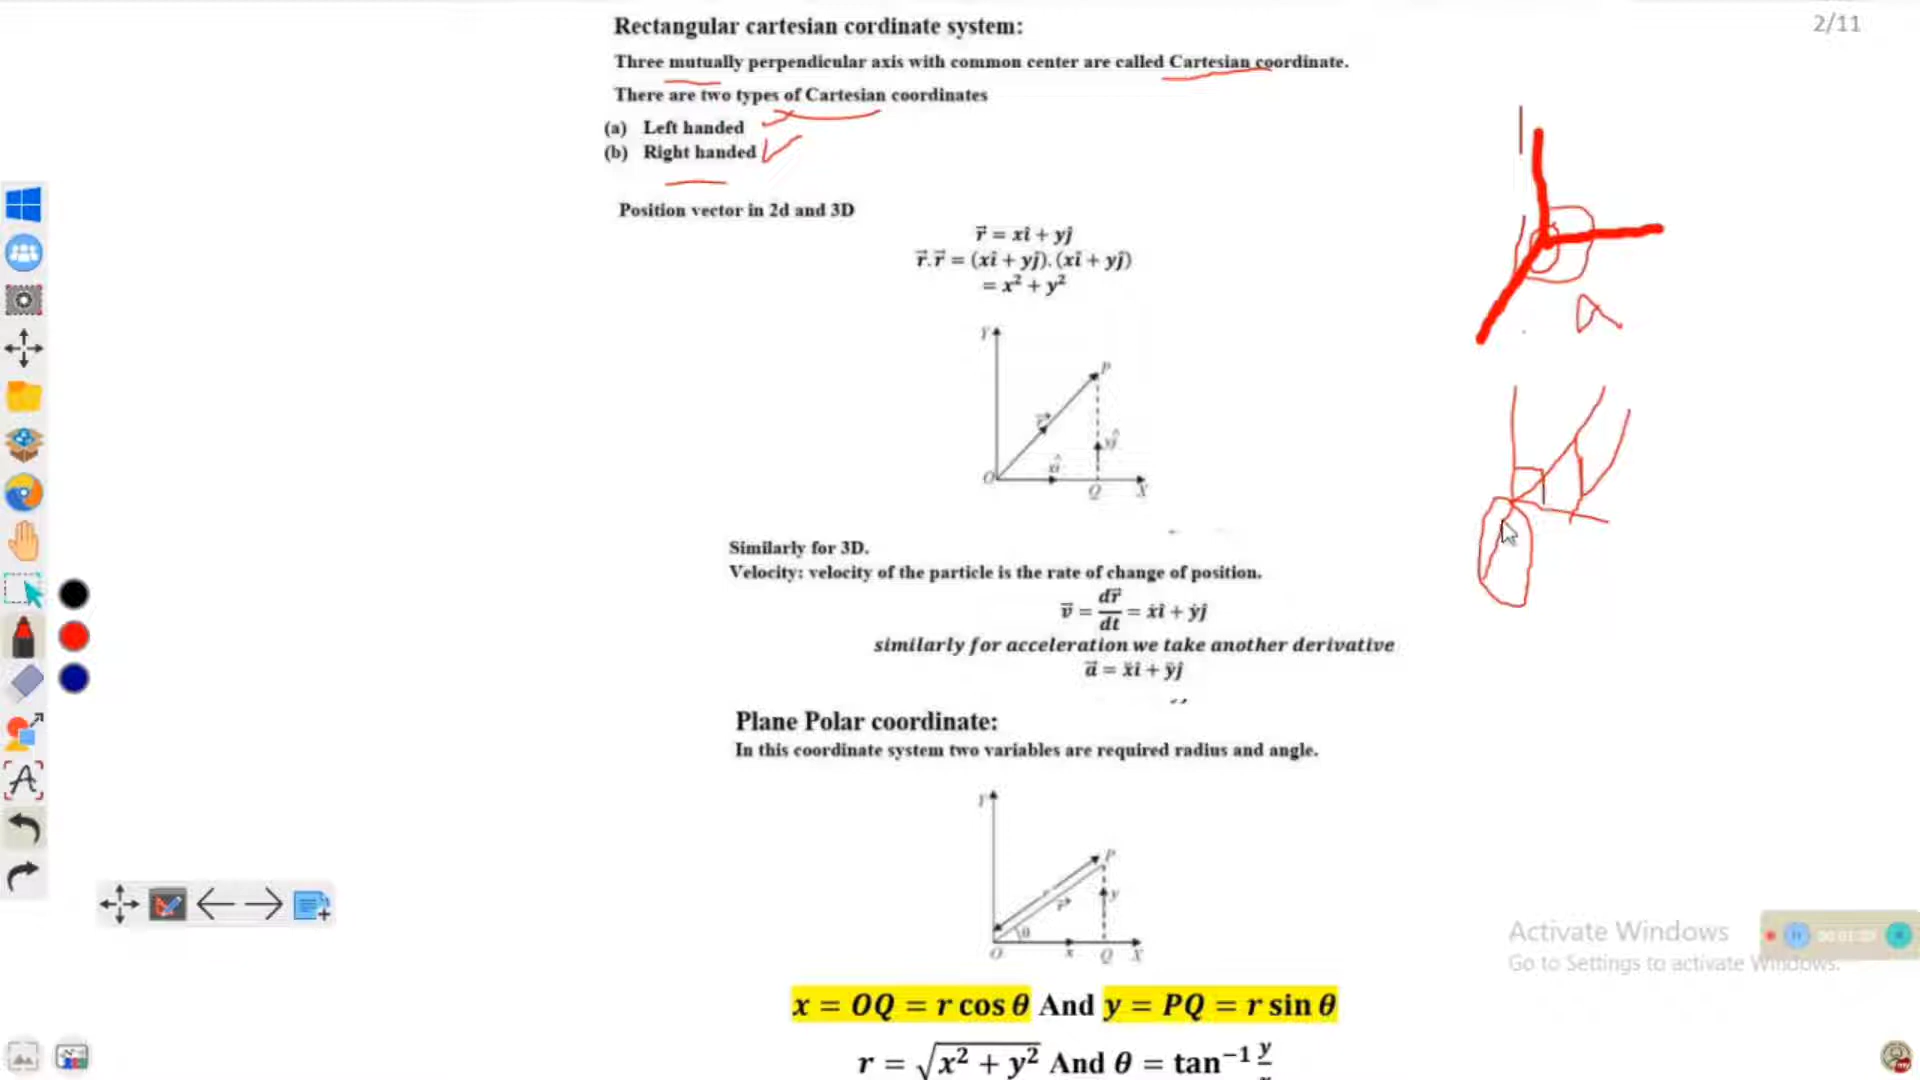 2/11
Rectangular cartesian cordinate system:
Three mutually perpendicular axis with common center are called Cartesian coordinate.
There are two types of Cartesian coordinates
(a) Left handed
(b) Right handed
Position vector in 2d and 3D
r⃗ = xî + yĵ
r⃗.r⃗ = (xî + yĵ).(xî + yĵ)
= x² + y²
Y
P
r⃗
xî
yĵ
O
Q
X
a
Similarly for 3D.
Velocity: velocity of the particle is the rate of change of position.
v⃗ = dr⃗/dt = ẋî + ẏĵ
similarly for acceleration we take another derivative
a⃗ = ẍî + ÿĵ
Plane Polar coordinate:
In this coordinate system two variables are required radius and angle.
Y
P
r⃗
y
θ
O
x
Q
X
Activate Windows
Go to Settings to activate Windows.
x = OQ = r cos θ And y = PQ = r sin θ
r = √x² + y² And θ = tan⁻¹ y